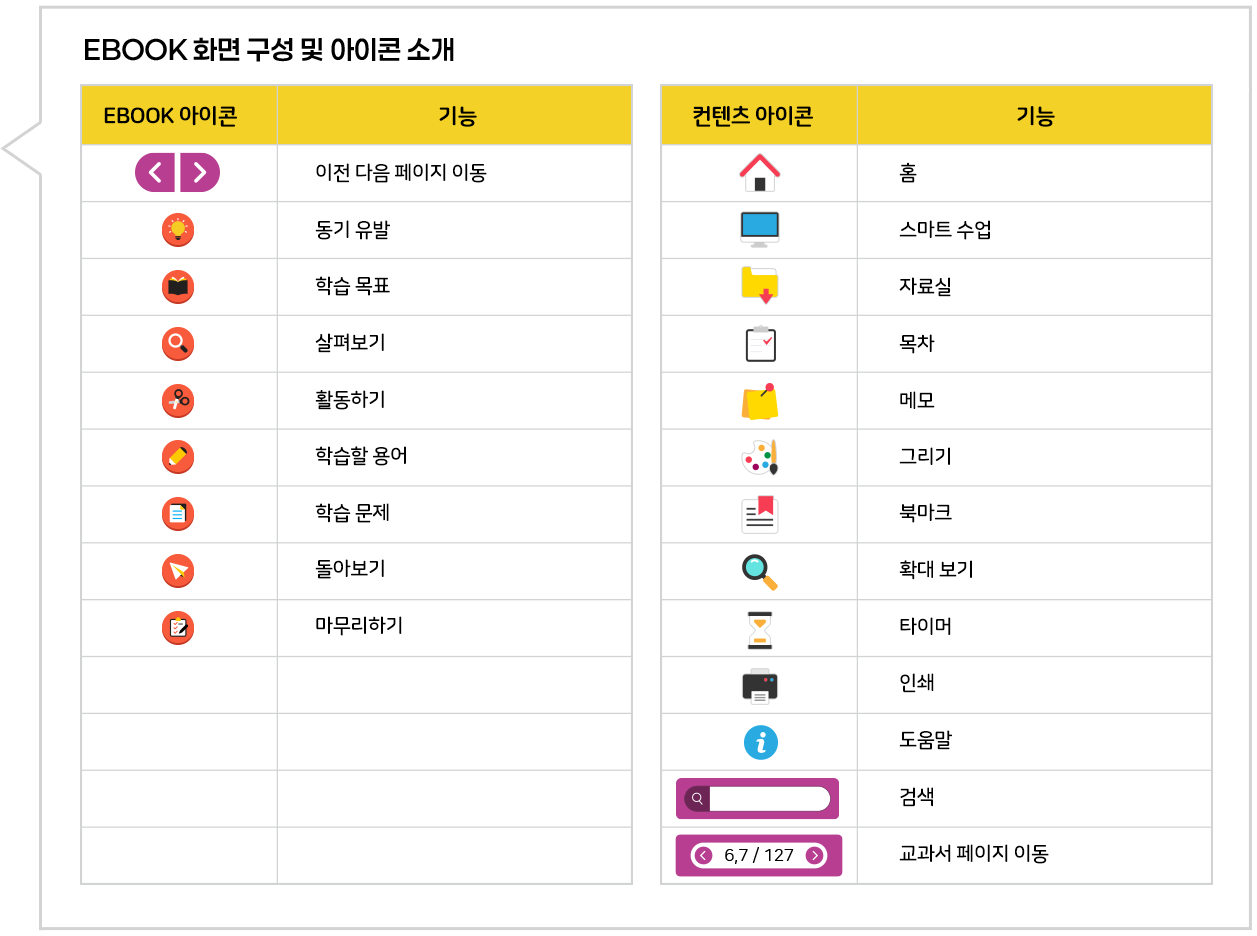 EBOOK 화면 구성 및 아이콘 소개
EBOOK 아이콘 기능
이전 다음 페이지 이동
동기 유발
학습 목표
살펴보기
활동하기
학습할 용어
학습 문제
돌아보기
마무리하기
컨텐츠 아이콘 기능
홈
스마트 수업
자료실
목차
메모
그리기
북마크
확대 보기
타이머
인쇄
i 도움말
검색
6,7 / 127 교과서 페이지 이동